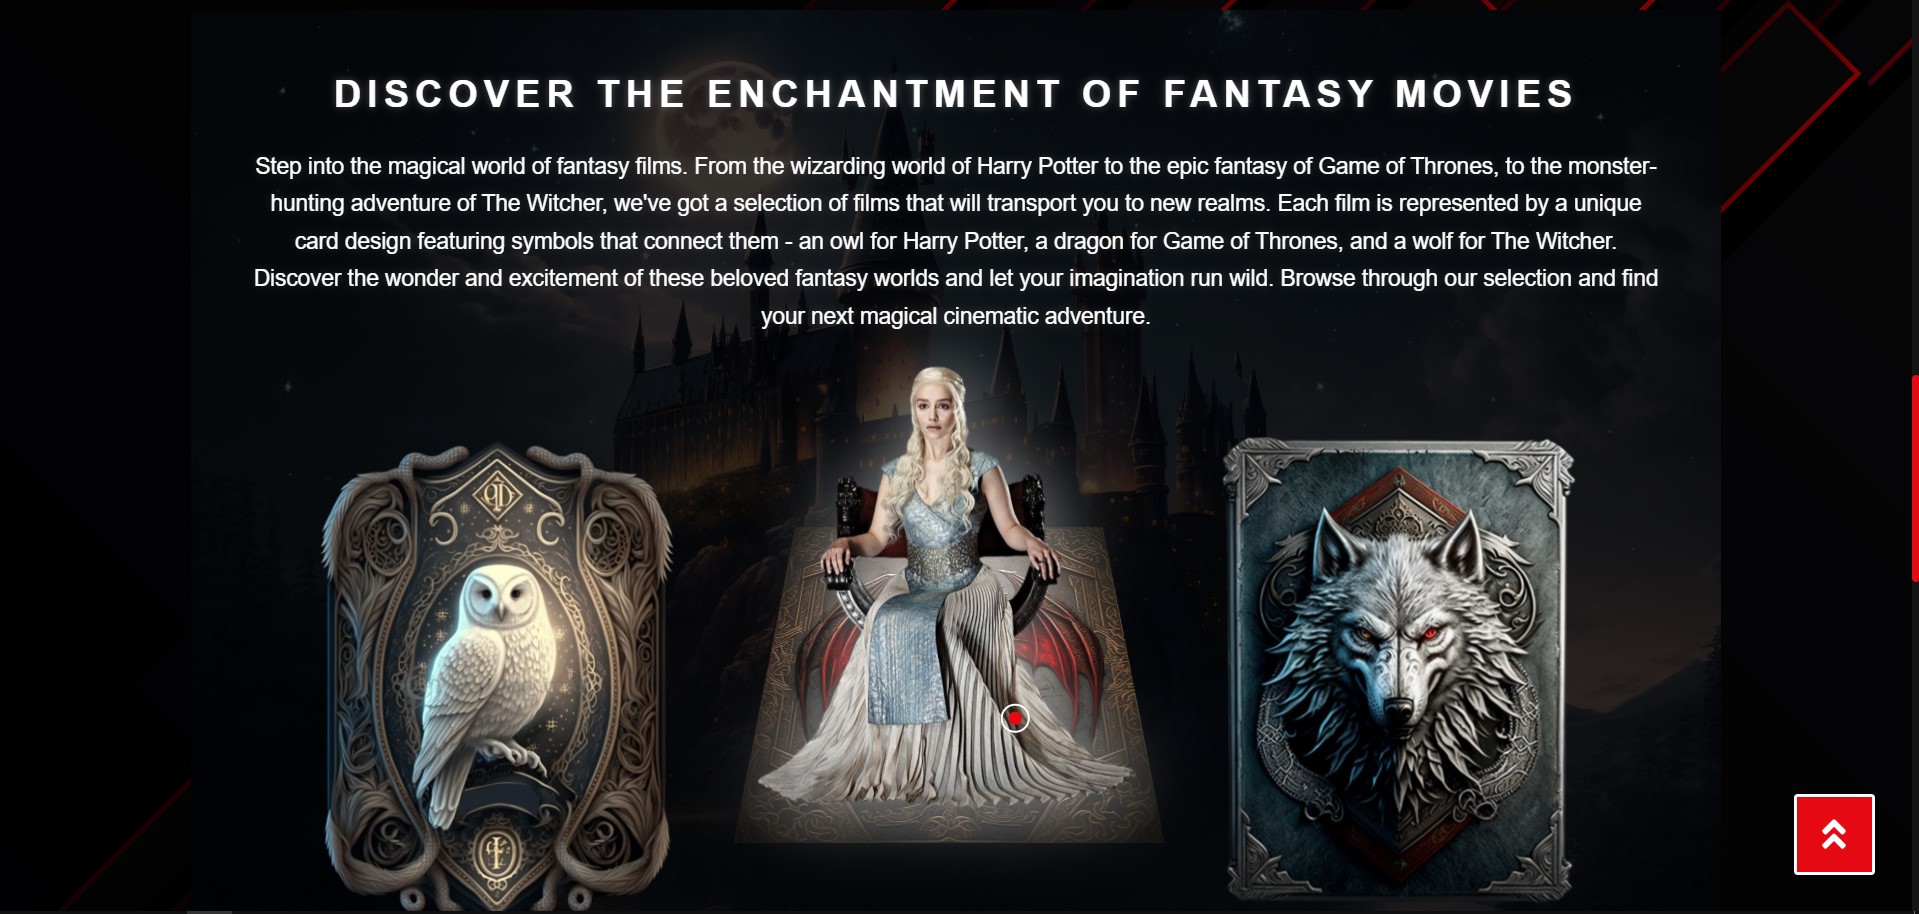 DISCOVER THE ENCHANTMENT OF FANTASY MOVIES
Step into the magical world of fantasy films. From the wizarding world of Harry Potter to the epic fantasy of Game of Thrones, to the monster-
hunting adventure of The Witcher, we've got a selection of films that will transport you to new realms. Each film is represented by a unique
card design featuring symbols that connect them - an owl for Harry Potter, a dragon for Game of Thrones, and a wolf for The Witcher.
Discover the wonder and excitement of these beloved fantasy worlds and let your imagination run wild. Browse through our selection and find
your next magical cinematic adventure.